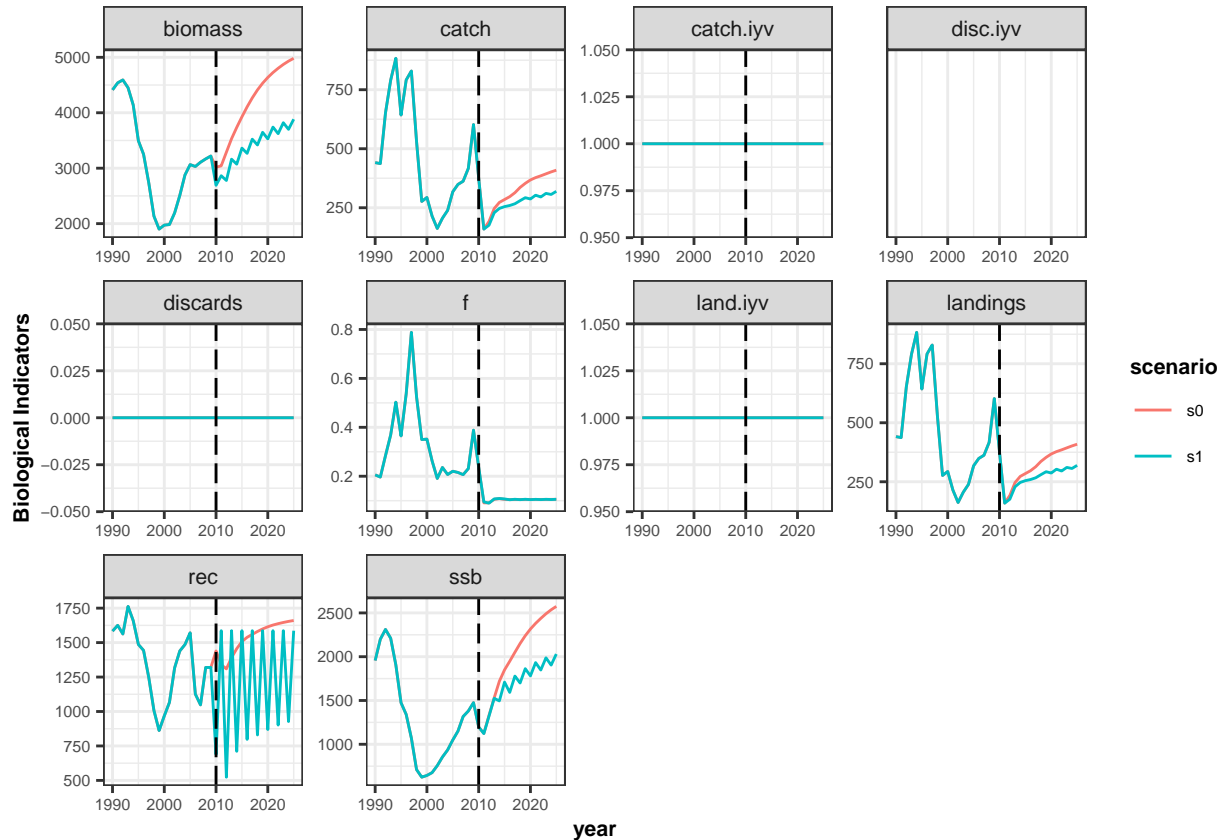 biomass
catch
catch.iyv
disc.iyv
5000
4000
3000
2000
1990 2000 2010 2020
750
500
250
1990 2000 2010 2020
1.050
1.025
1.000
0.975
0.950
1990 2000 2010 2020
1990 2000 2010 2020
discards
f
land.iyv
landings
0.050
0.025
0.000
−0.025
−0.050
1990 2000 2010 2020
0.8
0.6
0.4
0.2
1990 2000 2010 2020
1.050
1.025
1.000
0.975
0.950
1990 2000 2010 2020
750
500
250
1990 2000 2010 2020
rec
ssb
1750
1500
1250
1000
750
500
1990 2000 2010 2020
2500
2000
1500
1000
1990 2000 2010 2020
Biological Indicators
year
scenario
s0
s1